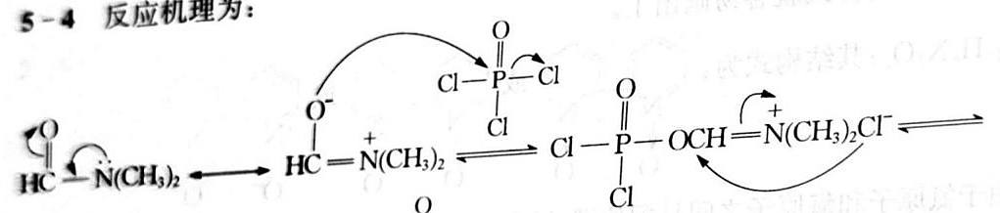 5-4 反应机理为：
O
Cl—P—Cl
Cl
O⁻
HC=N⁺(CH₃)₂
O
HC—N̈(CH₃)₂
O
Cl—P—OCH=N⁺(CH₃)₂Cl⁻
Cl
O